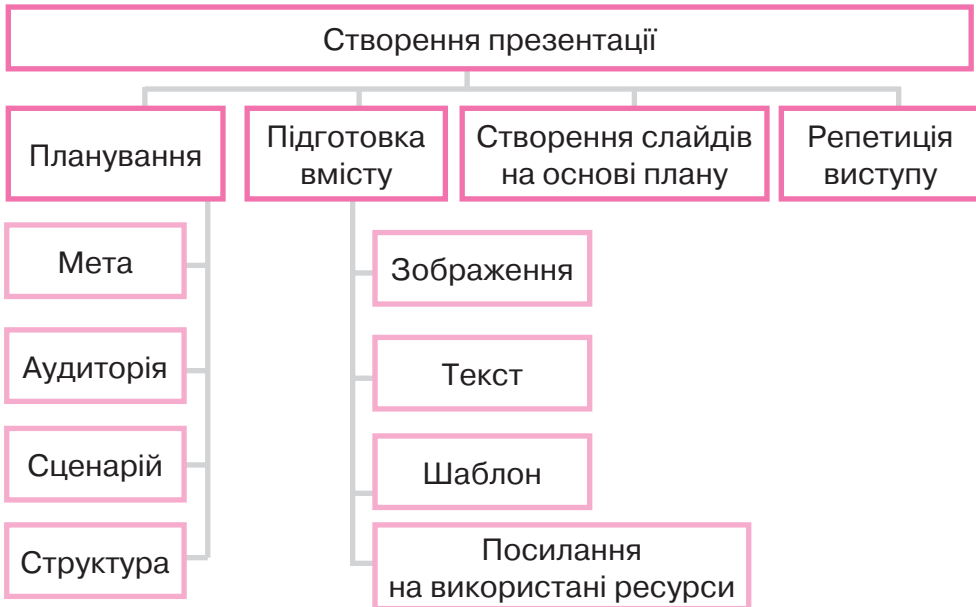 Створення презентації
Планування
Підготовка
вмісту
Створення слайдів
на основі плану
Репетиція
виступу
Мета
Аудиторія
Сценарій
Структура
Зображення
Текст
Шаблон
Посилання
на використані ресурси